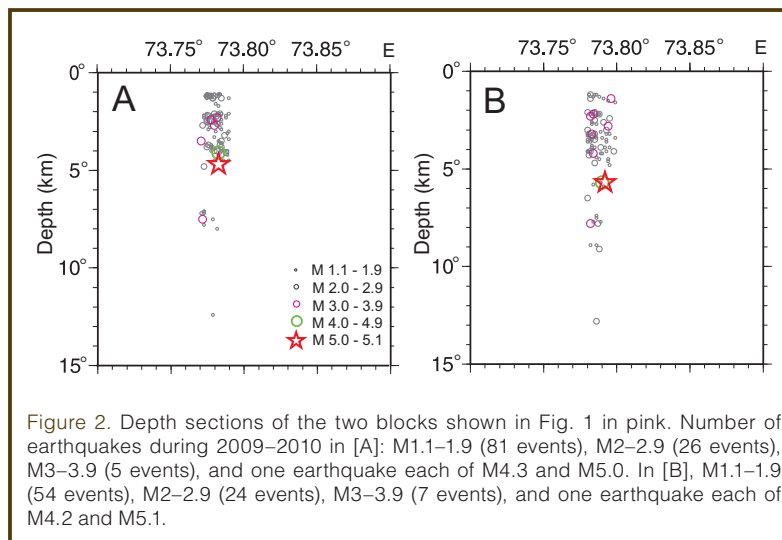 73.75° 73.80° 73.85° E
73.75° 73.80° 73.85° E
0°
5°
10°
15°
Depth (km)
A
M 1.1 - 1.9
M 2.0 - 2.9
M 3.0 - 3.9
M 4.0 - 4.9
M 5.0 - 5.1
0°
5°
10°
15°
Depth (km)
B
Figure 2. Depth sections of the two blocks shown in Fig. 1 in pink. Number of
earthquakes during 2009–2010 in [A]: M1.1–1.9 (81 events), M2–2.9 (26 events),
M3–3.9 (5 events), and one earthquake each of M4.3 and M5.0. In [B], M1.1–1.9
(54 events), M2–2.9 (24 events), M3–3.9 (7 events), and one earthquake each of
M4.2 and M5.1.